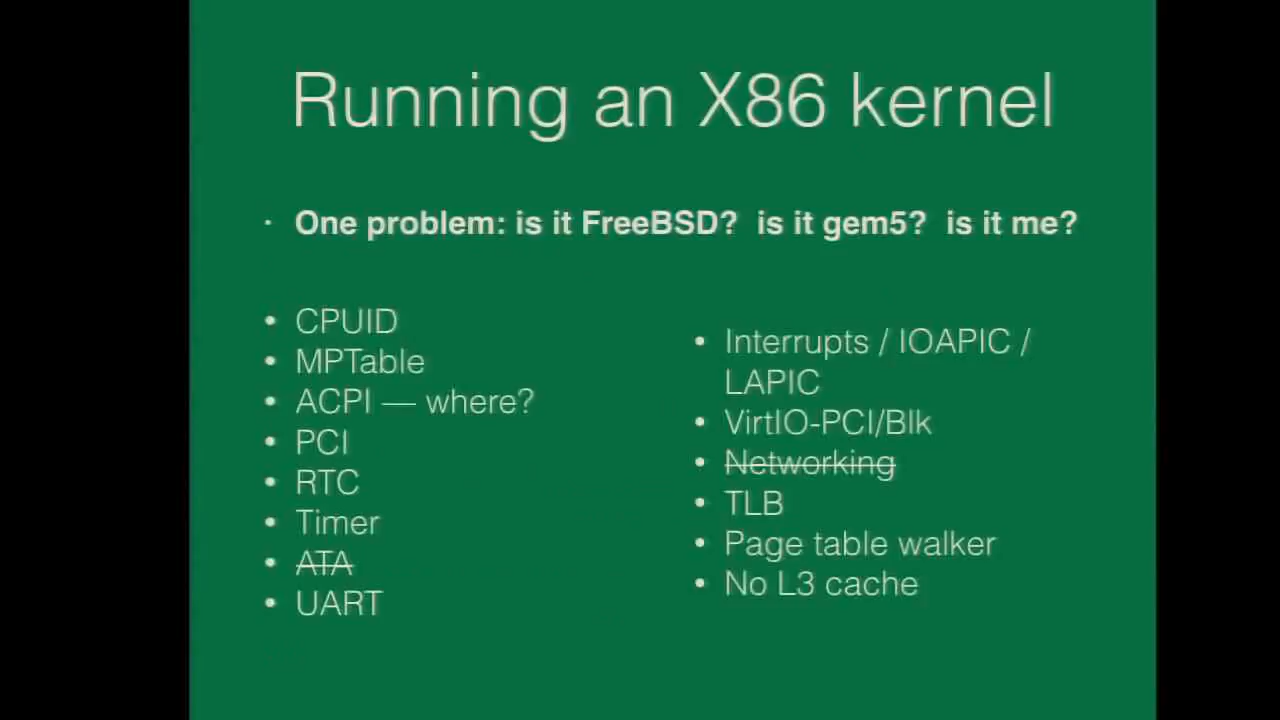 Running an X86 kernel
· One problem: is it FreeBSD?  is it gem5?  is it me?
• CPUID
• MPTable
• ACPI — where?
• PCI
• RTC
• Timer
• ATA
• UART
• Interrupts / IOAPIC /
LAPIC
• VirtIO-PCI/Blk
• Networking
• TLB
• Page table walker
• No L3 cache